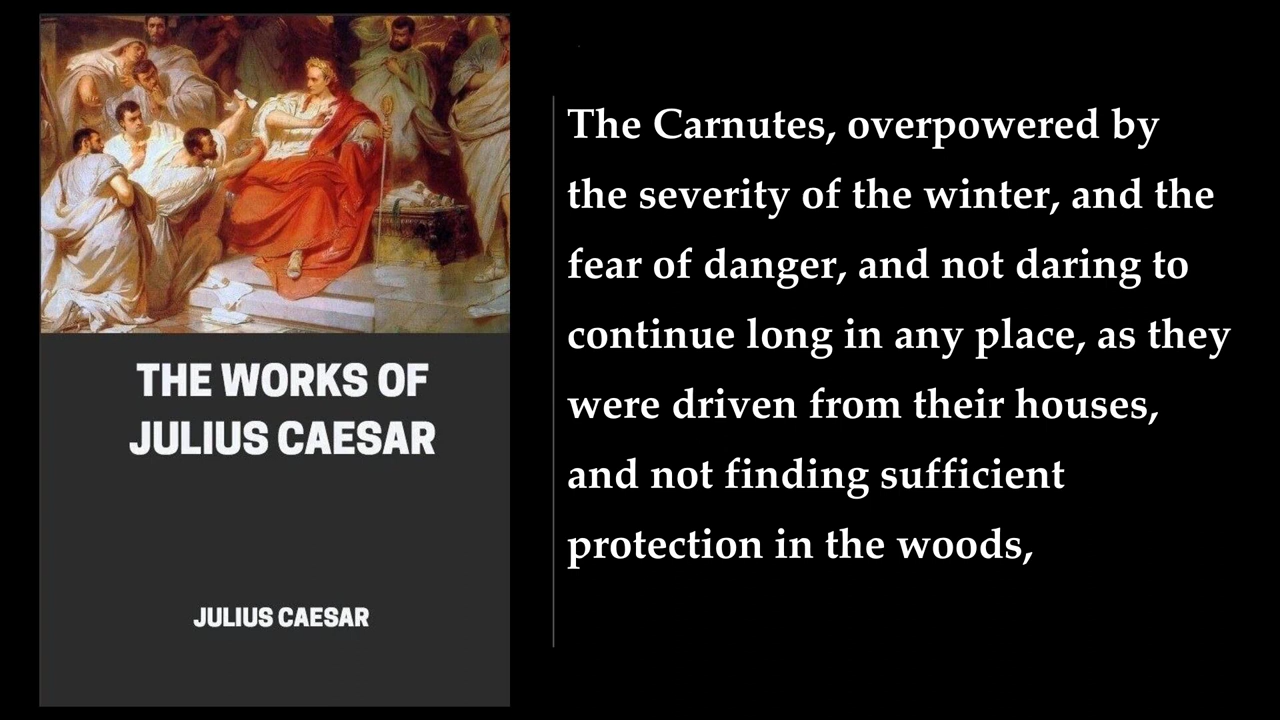 THE WORKS OF
JULIUS CAESAR
JULIUS CAESAR
The Carnutes, overpowered by
the severity of the winter, and the
fear of danger, and not daring to
continue long in any place, as they
were driven from their houses,
and not finding sufficient
protection in the woods,